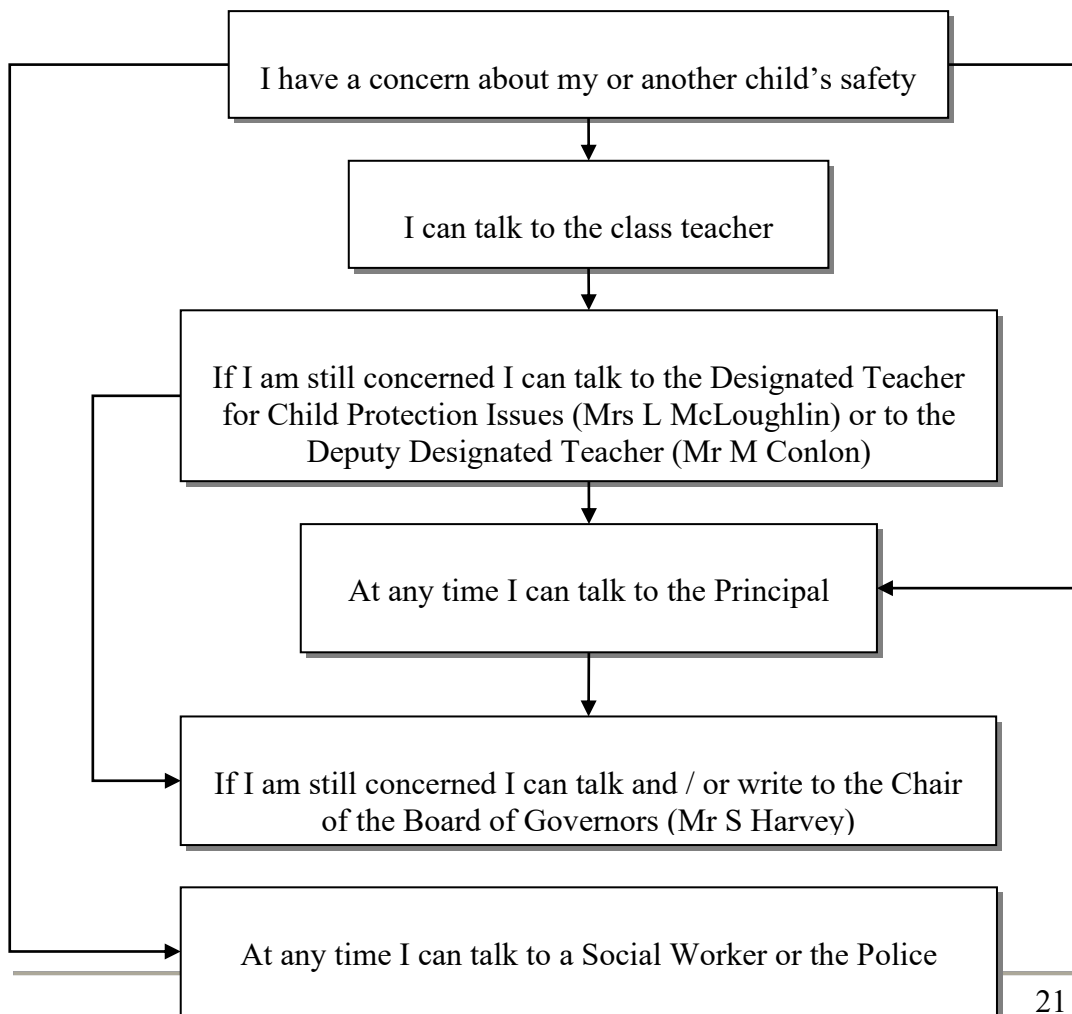 I have a concern about my or another child’s safety
I can talk to the class teacher
If I am still concerned I can talk to the Designated Teacher
for Child Protection Issues (Mrs L McLoughlin) or to the
Deputy Designated Teacher (Mr M Conlon)
At any time I can talk to the Principal
If I am still concerned I can talk and / or write to the Chair
of the Board of Governors (Mr S Harvey)
At any time I can talk to a Social Worker or the Police
21